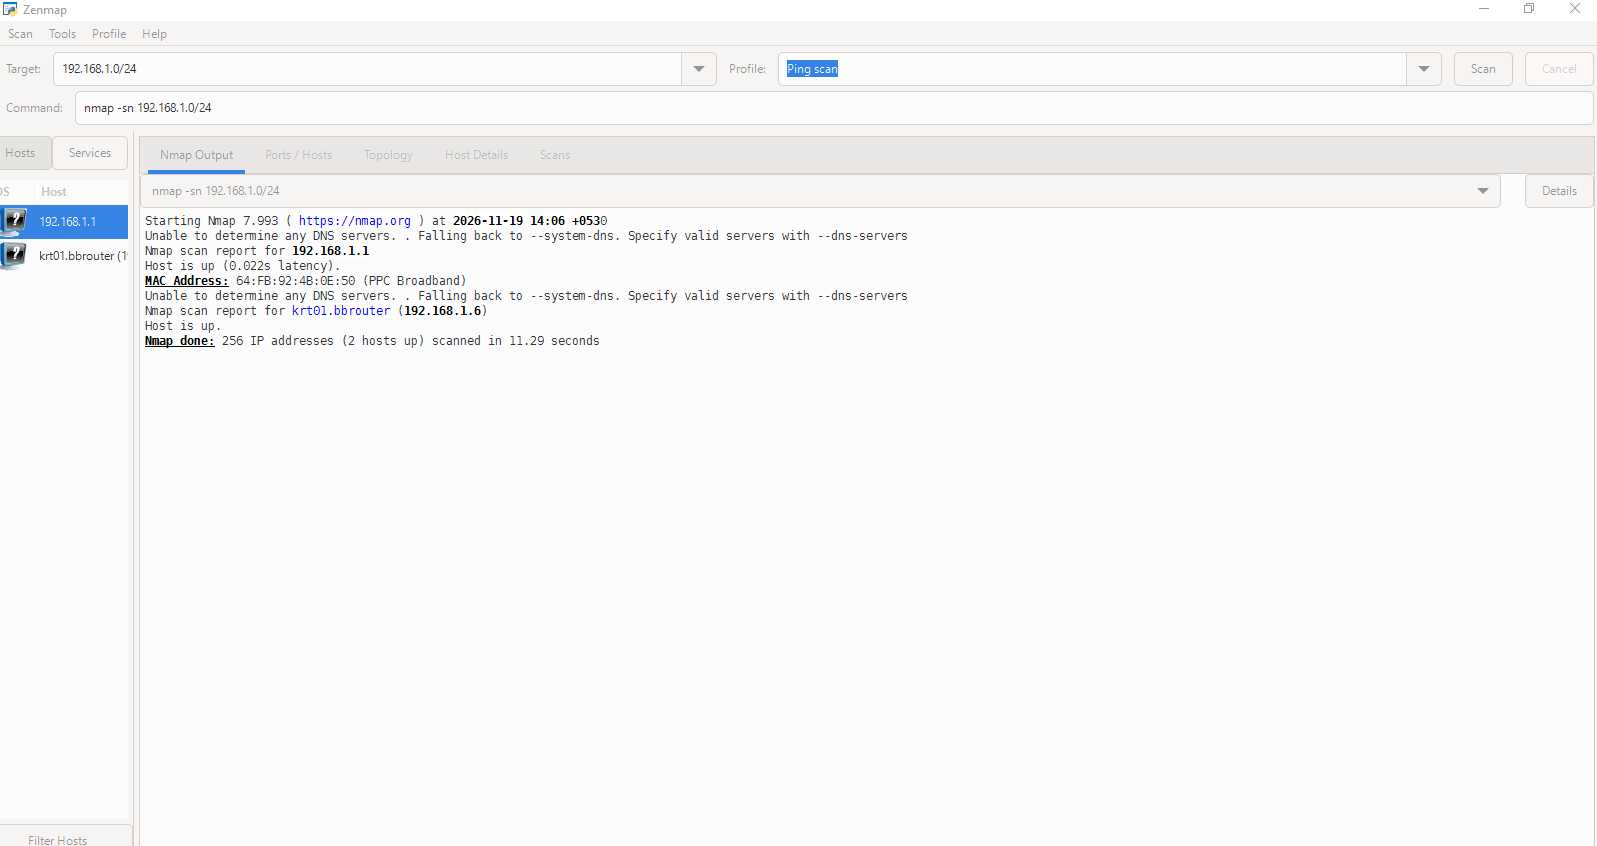 Zenmap
Scan Tools Profile Help
Target: 192.168.1.0/24 Profile: Ping scan Scan Cancel
Command: nmap -sn 192.168.1.0/24
Hosts Services
Nmap Output Ports / Hosts Topology Host Details Scans
OS Host
nmap -sn 192.168.1.0/24 Details
192.168.1.1
krt01.bbrouter (1
Starting Nmap 7.993 ( https://nmap.org ) at 2026-11-19 14:06 +0530
Unable to determine any DNS servers. . Falling back to --system-dns. Specify valid servers with --dns-servers
Nmap scan report for 192.168.1.1
Host is up (0.022s latency).
MAC Address: 64:FB:92:4B:0E:50 (PPC Broadband)
Unable to determine any DNS servers. . Falling back to --system-dns. Specify valid servers with --dns-servers
Nmap scan report for krt01.bbrouter (192.168.1.6)
Host is up.
Nmap done: 256 IP addresses (2 hosts up) scanned in 11.29 seconds
Filter Hosts